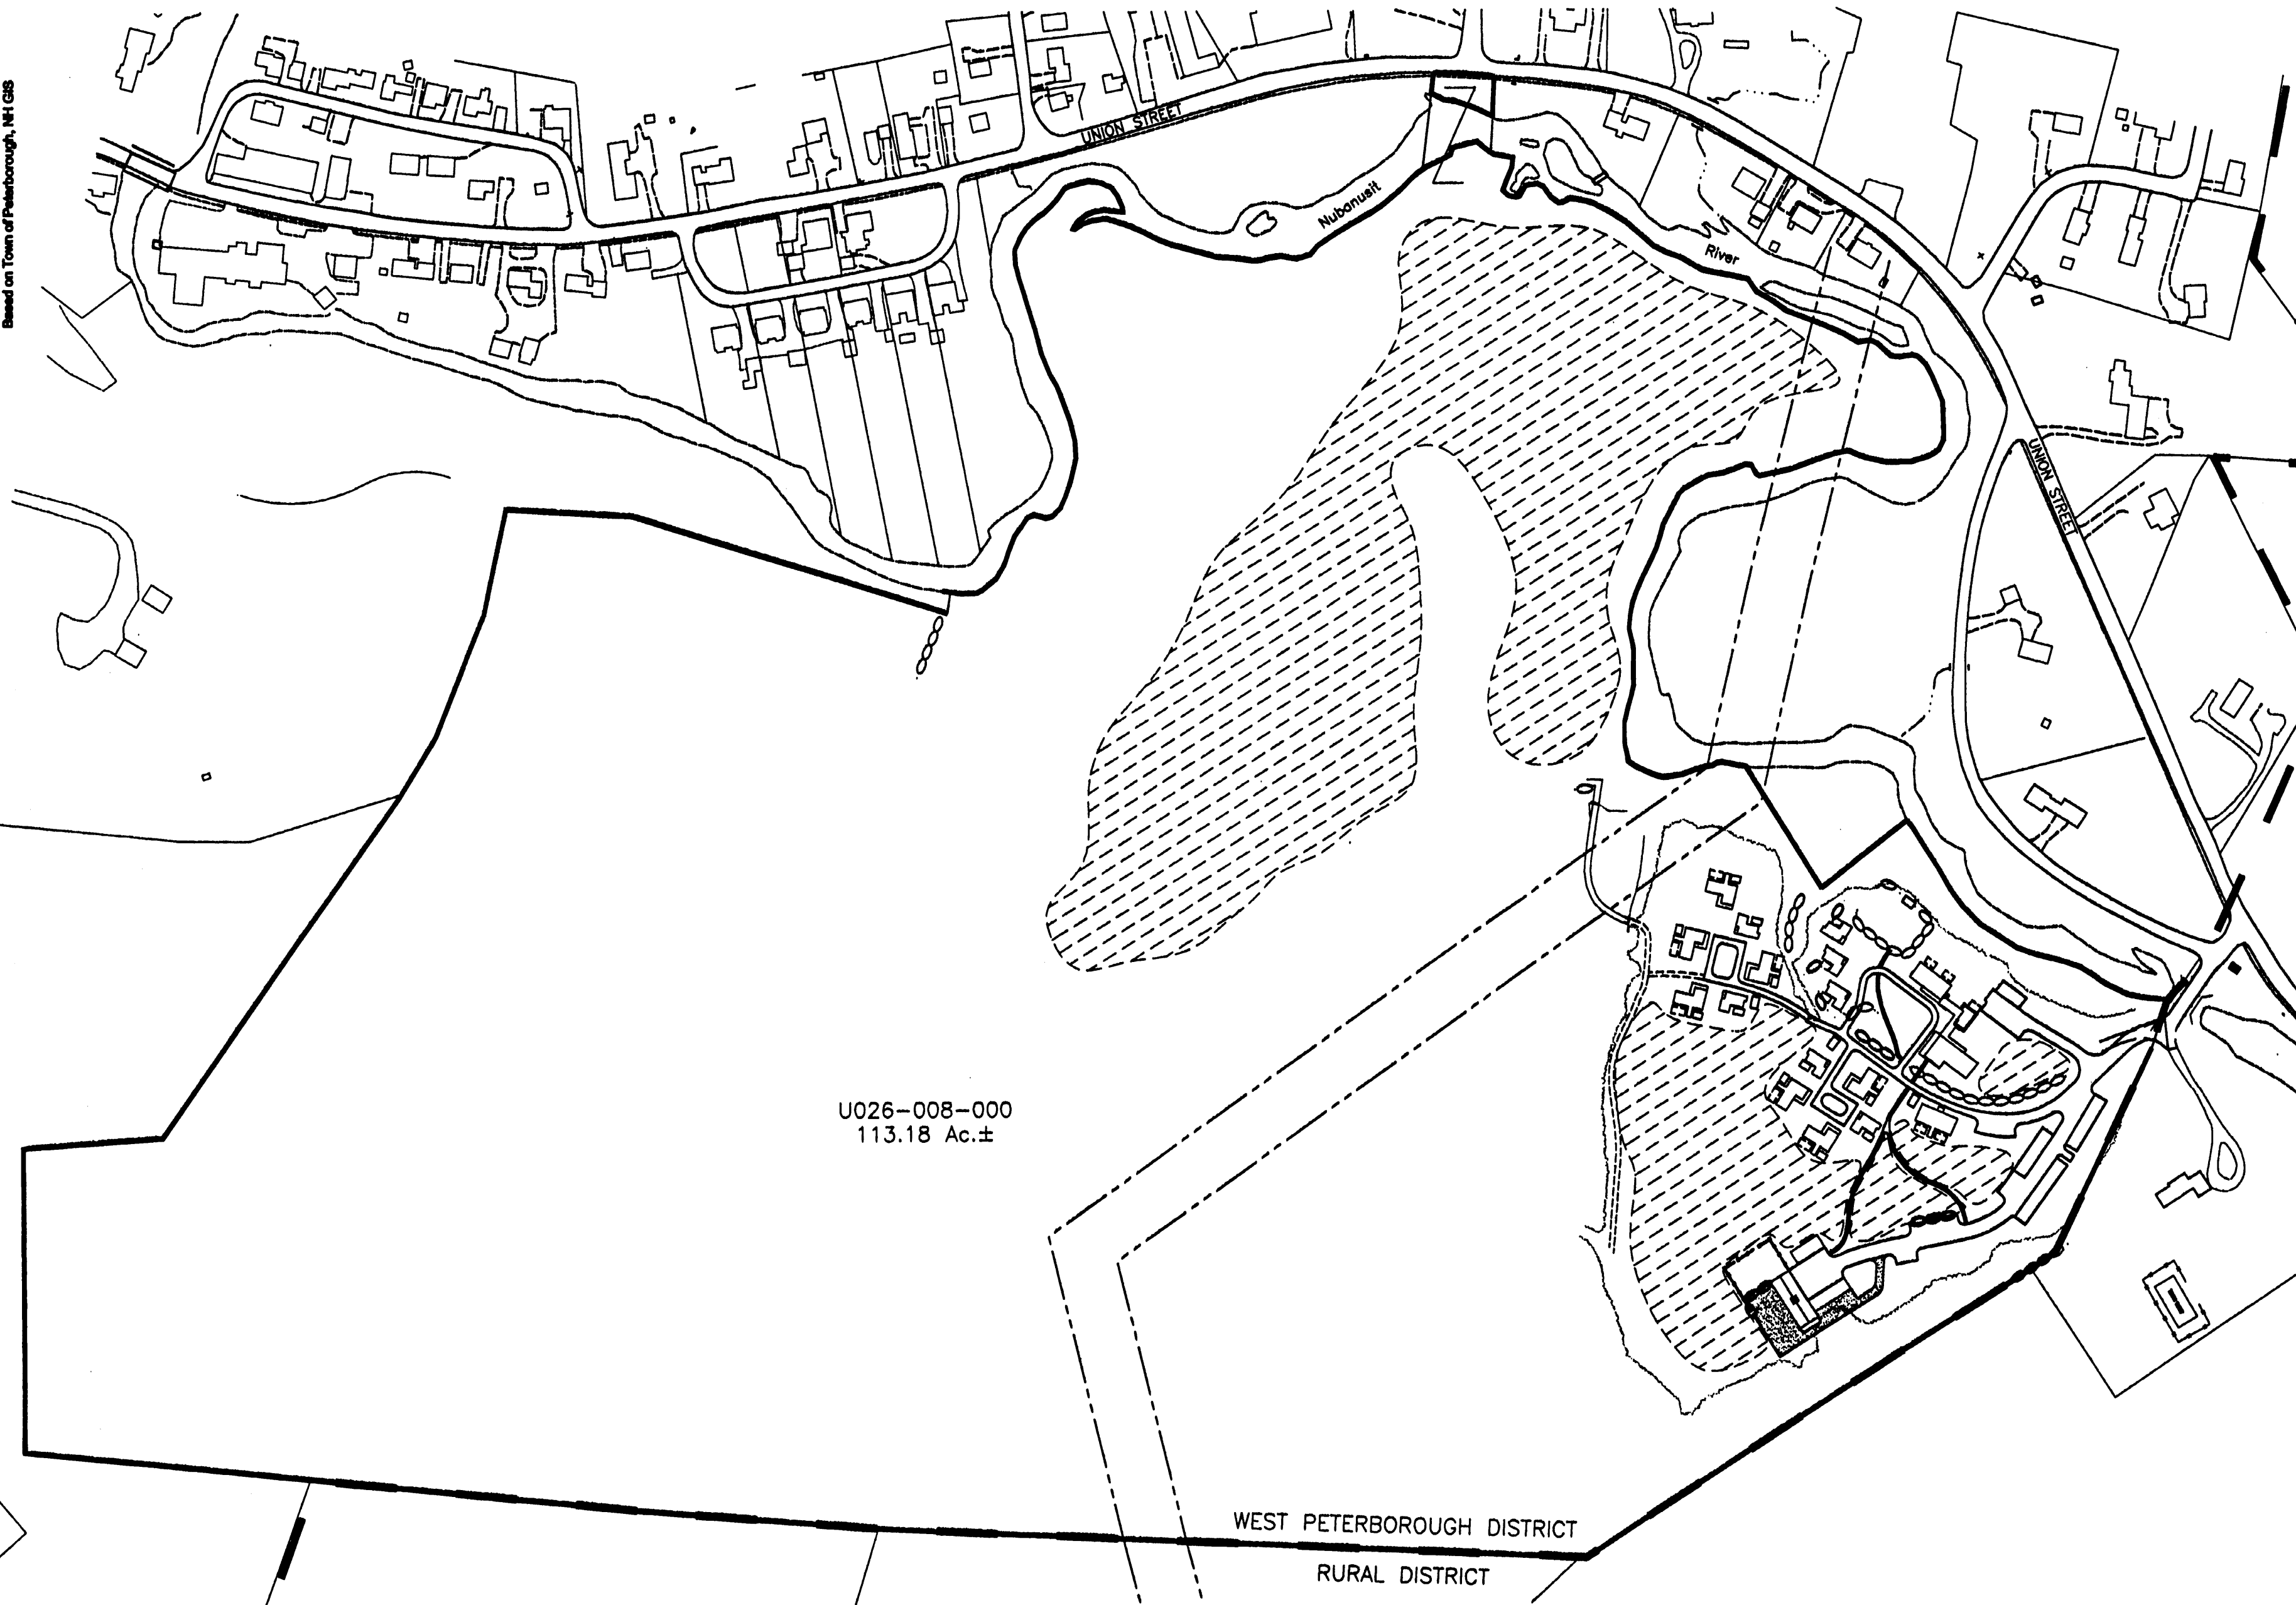 Based on Town of Peterborough, NH GIS
UNION STREET
Nubanusit
River
UNION STREET
U026-008-000
113.18 Ac.±
WEST PETERBOROUGH DISTRICT
RURAL DISTRICT